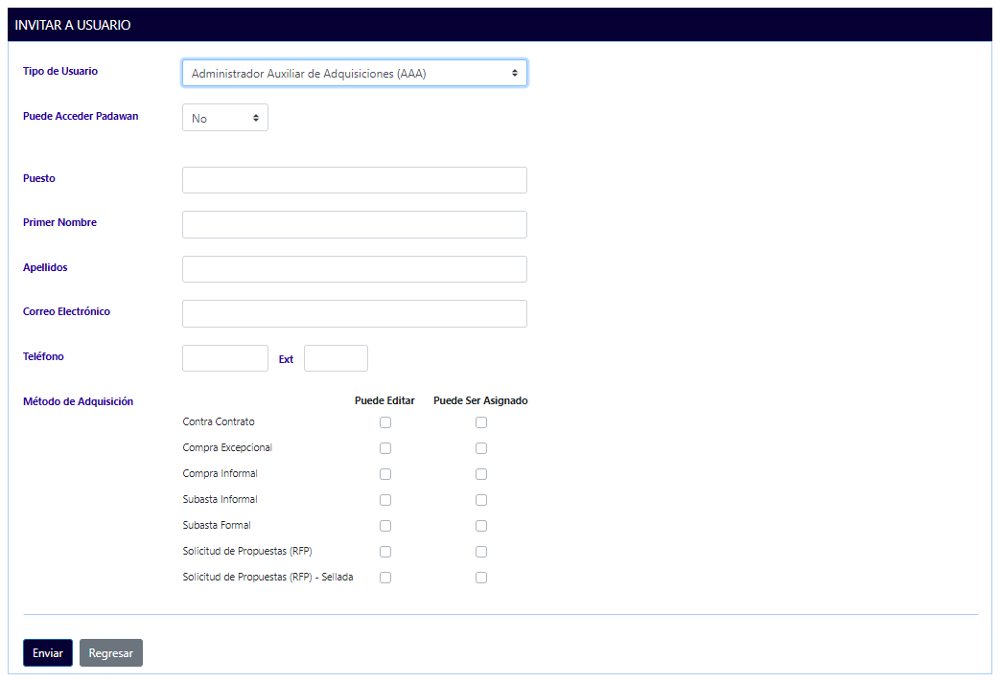 INVITAR A USUARIO
Tipo de Usuario
Administrador Auxiliar de Adquisiciones (AAA)
Puede Acceder Padawan
No
Puesto
Primer Nombre
Apellidos
Correo Electrónico
Teléfono
Ext
Método de Adquisición
Puede Editar
Puede Ser Asignado
Contra Contrato
Compra Excepcional
Compra Informal
Subasta Informal
Subasta Formal
Solicitud de Propuestas (RFP)
Solicitud de Propuestas (RFP) - Sellada
Enviar
Regresar